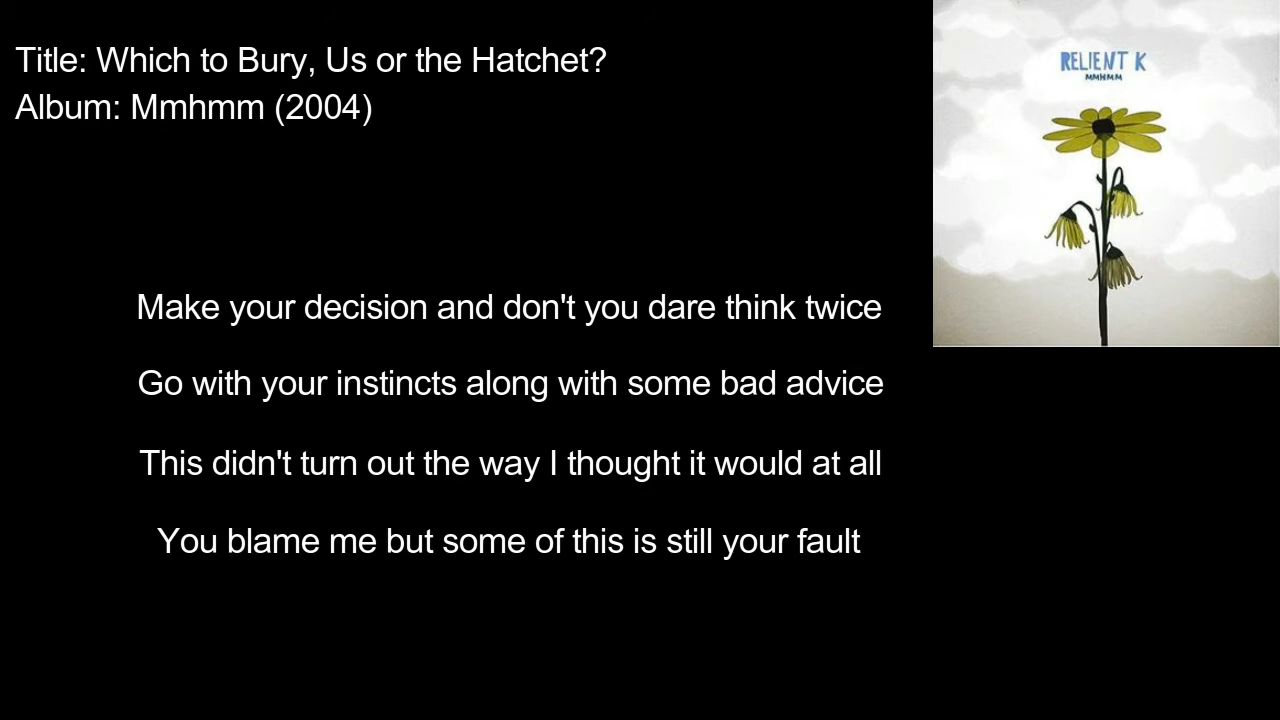 Title: Which to Bury, Us or the Hatchet?
Album: Mmhmm (2004)
RELIENT K
MMHMM
Make your decision and don't you dare think twice
Go with your instincts along with some bad advice
This didn't turn out the way I thought it would at all
You blame me but some of this is still your fault